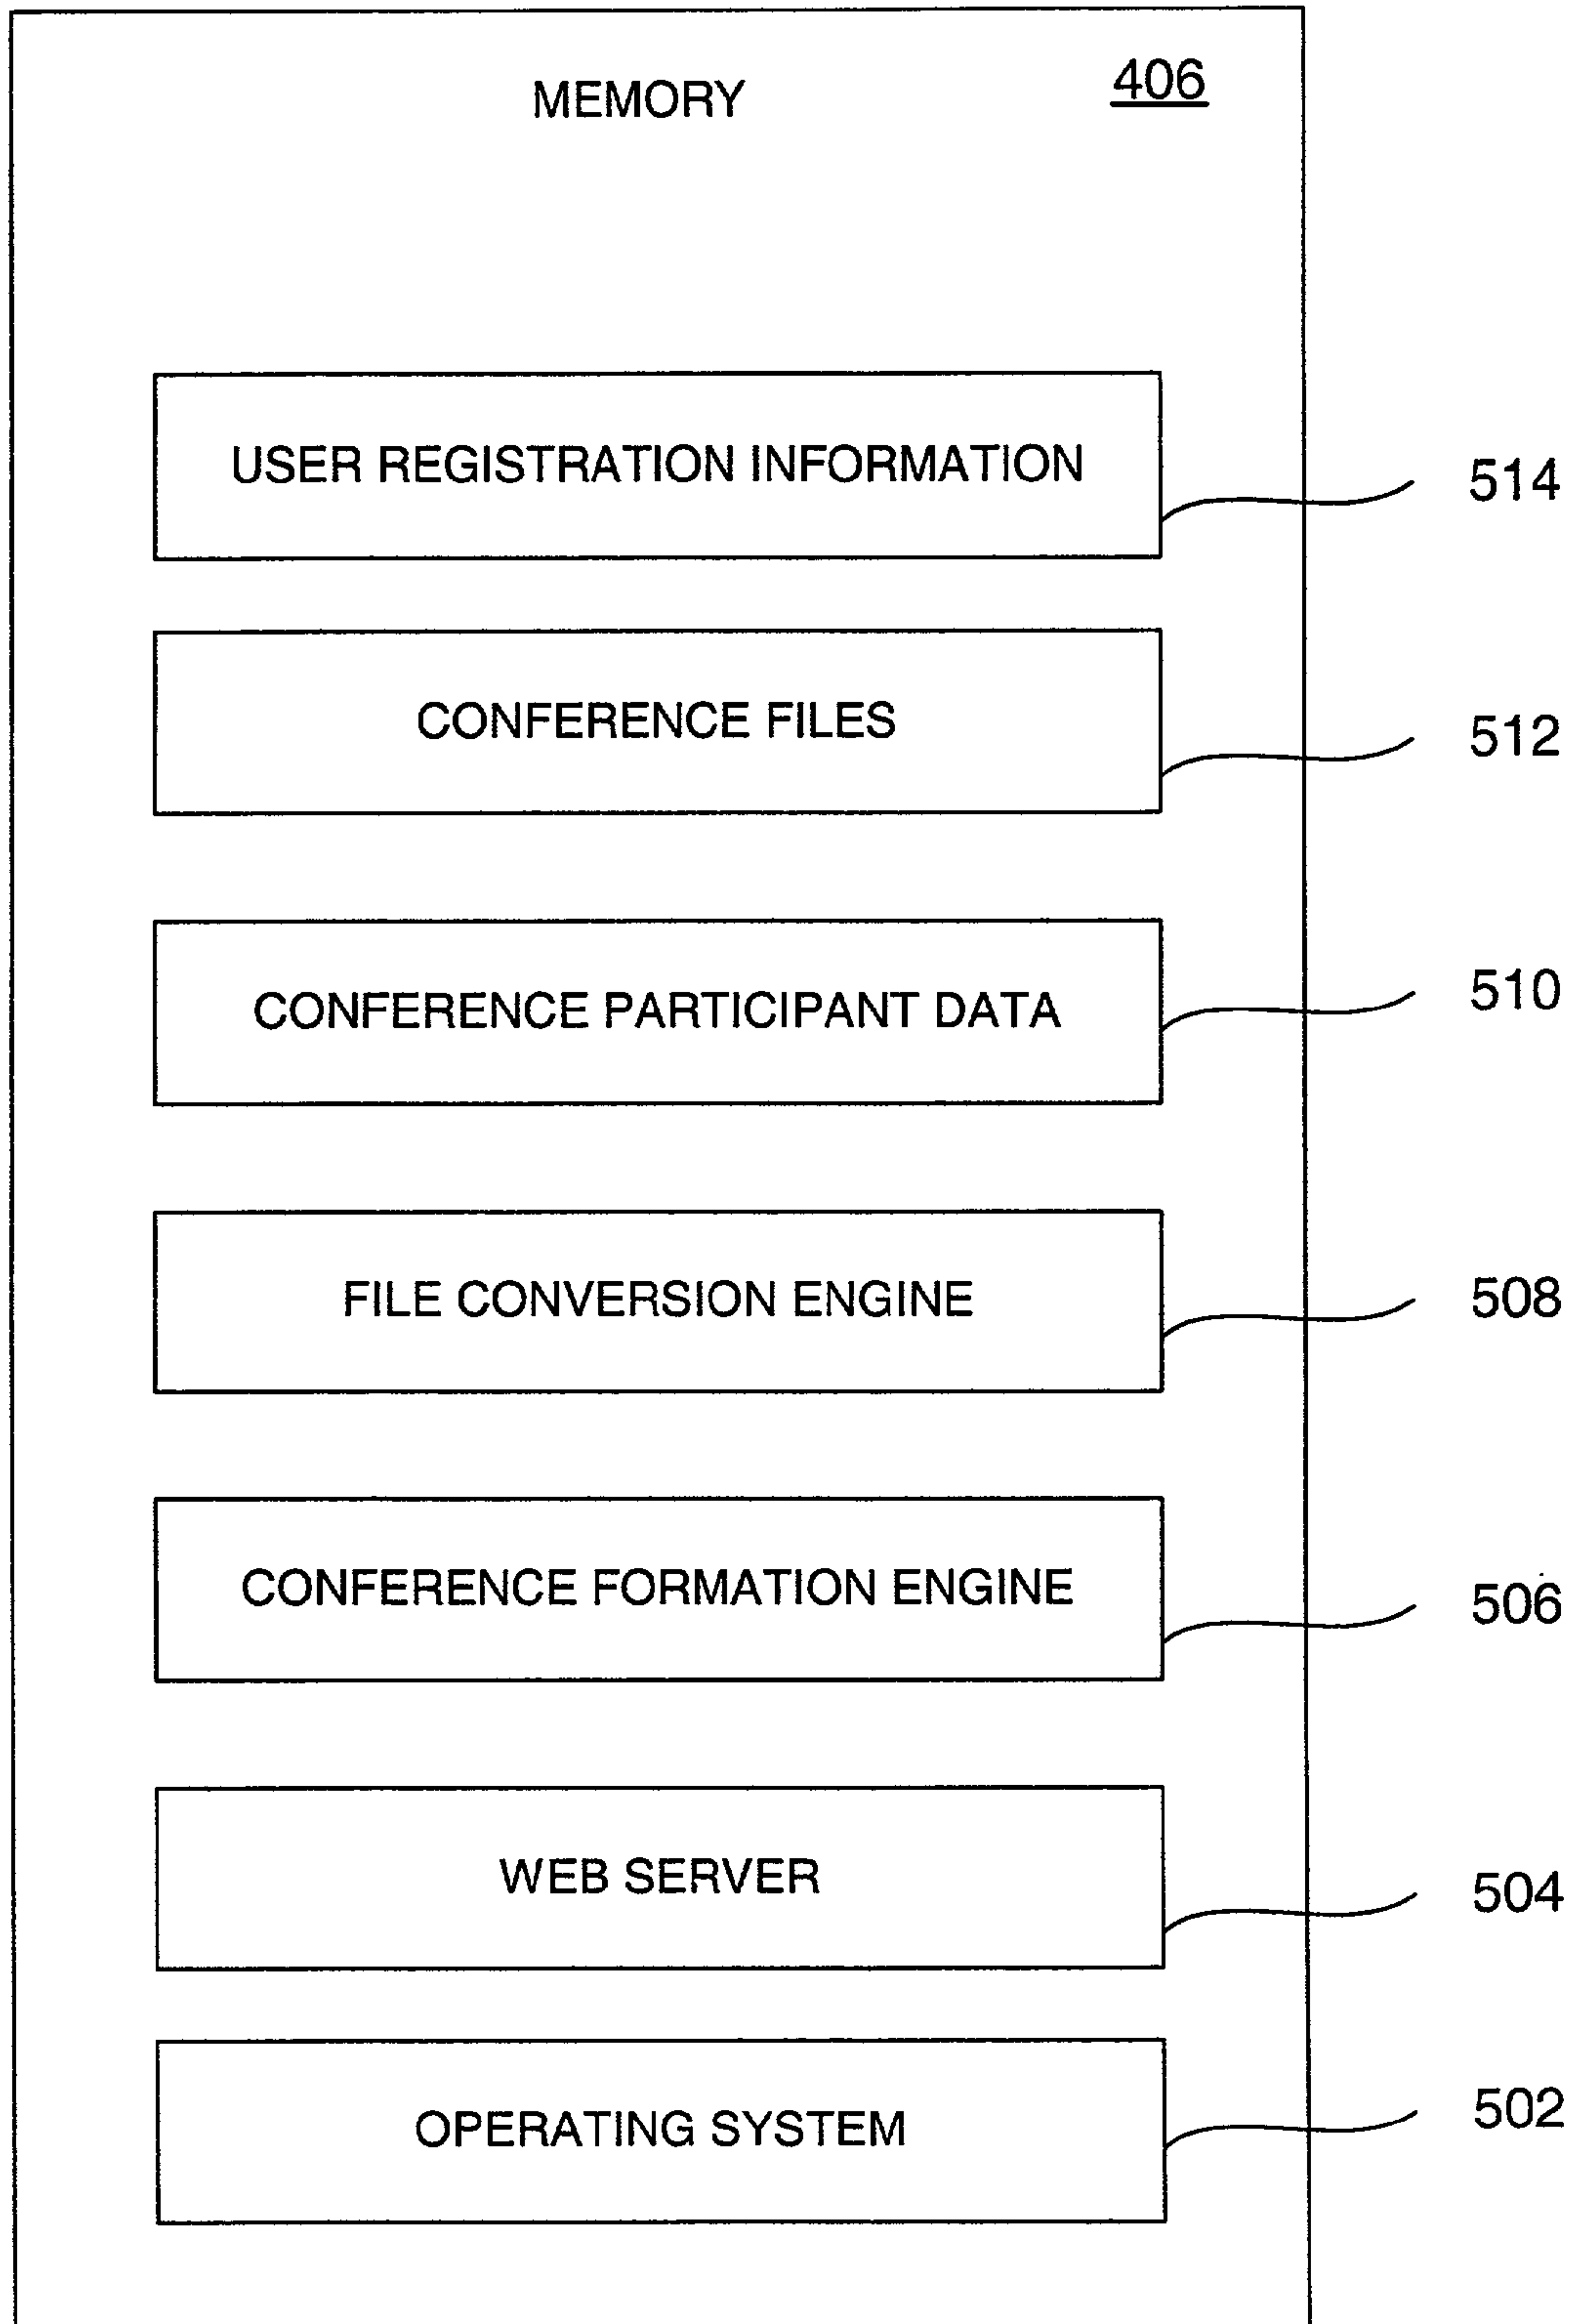 MEMORY 406
USER REGISTRATION INFORMATION 514
CONFERENCE FILES 512
CONFERENCE PARTICIPANT DATA 510
FILE CONVERSION ENGINE 508
CONFERENCE FORMATION ENGINE 506
WEB SERVER 504
OPERATING SYSTEM 502